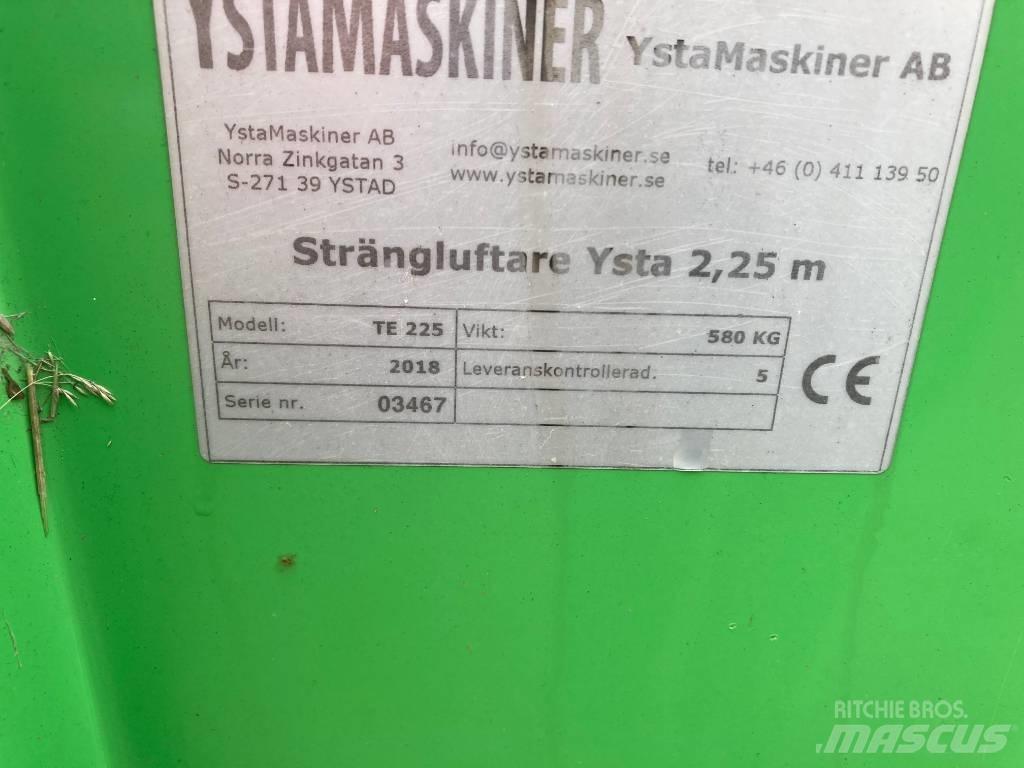 YSTAMASKINER YstaMaskiner AB
YstaMaskiner AB
Norra Zinkgatan 3
S-271 39 YSTAD
info@ystamaskiner.se
www.ystamaskiner.se
tel: +46 (0) 411 139 50
Strängluftare Ysta 2,25 m
Modell: TE 225 Vikt: 580 KG
År: 2018 Leveranskontrollerad. 5
Serie nr. 03467
CE
RITCHIE BROS.
MASCUS